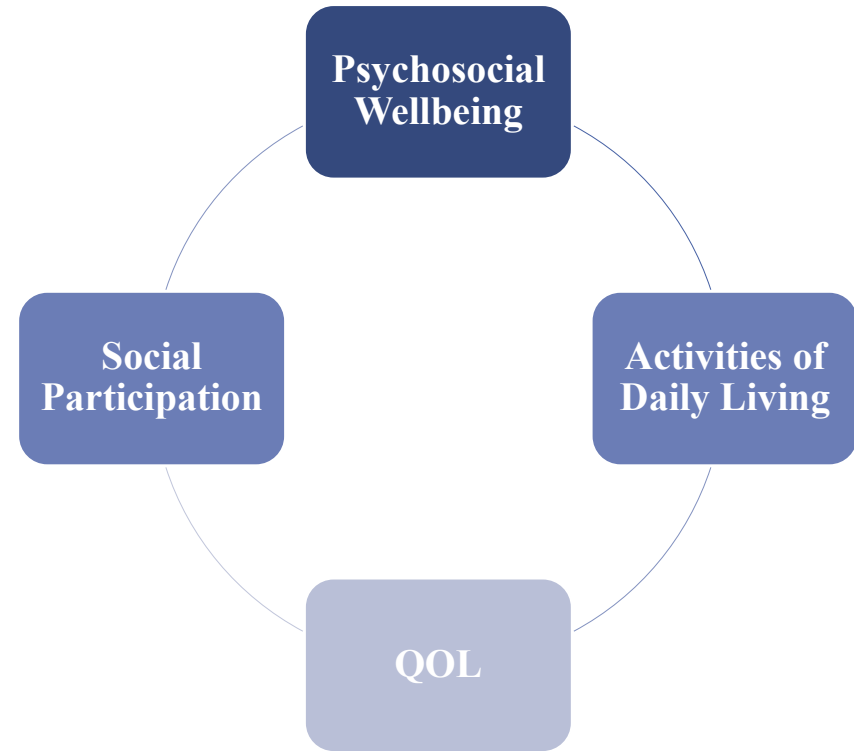 Psychosocial
Wellbeing
Social
Participation
Activities of
Daily Living
QOL